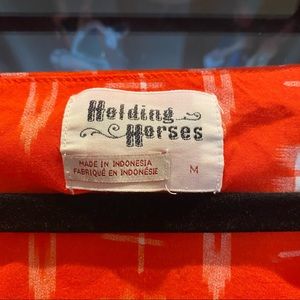 Holding
Horses
MADE IN INDONESIA
FABRIQUÉ EN INDONÉSIE
M